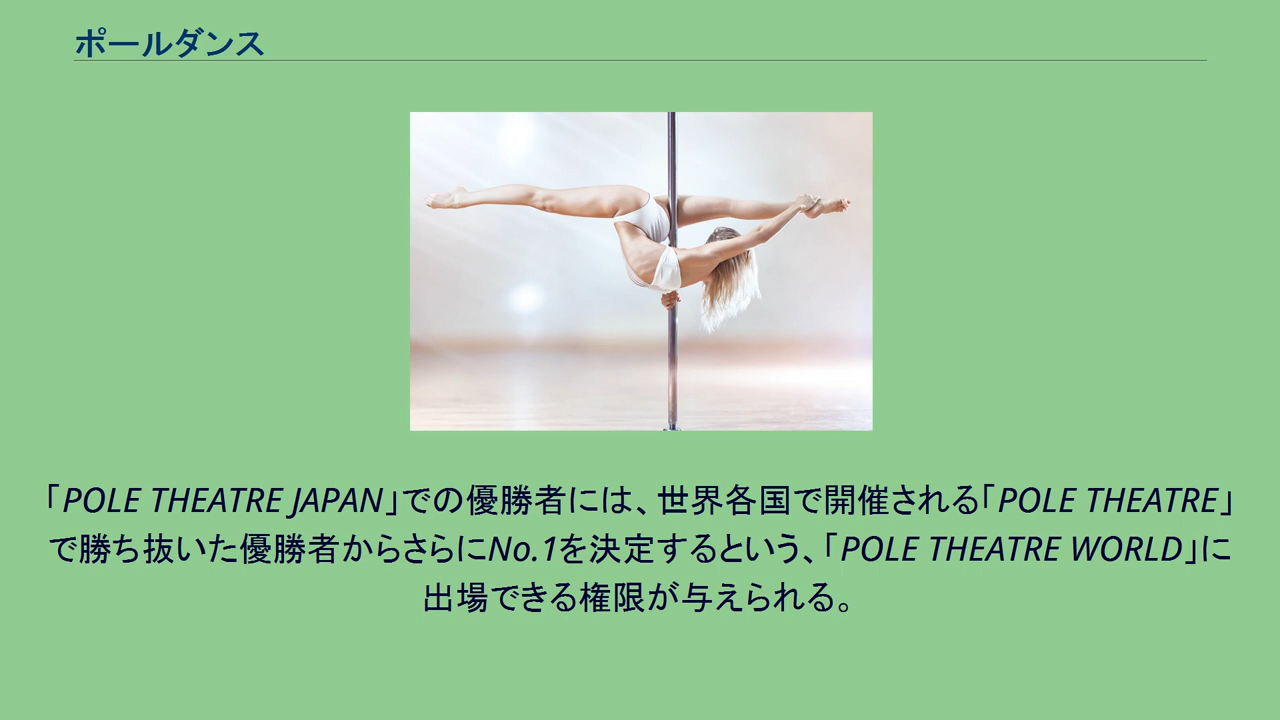 ポールダンス
「POLE THEATRE JAPAN」での優勝者には、世界各国で開催される「POLE THEATRE」
で勝ち抜いた優勝者からさらにNo.1を決定するという、「POLE THEATRE WORLD」に
出場できる権限が与えられる。